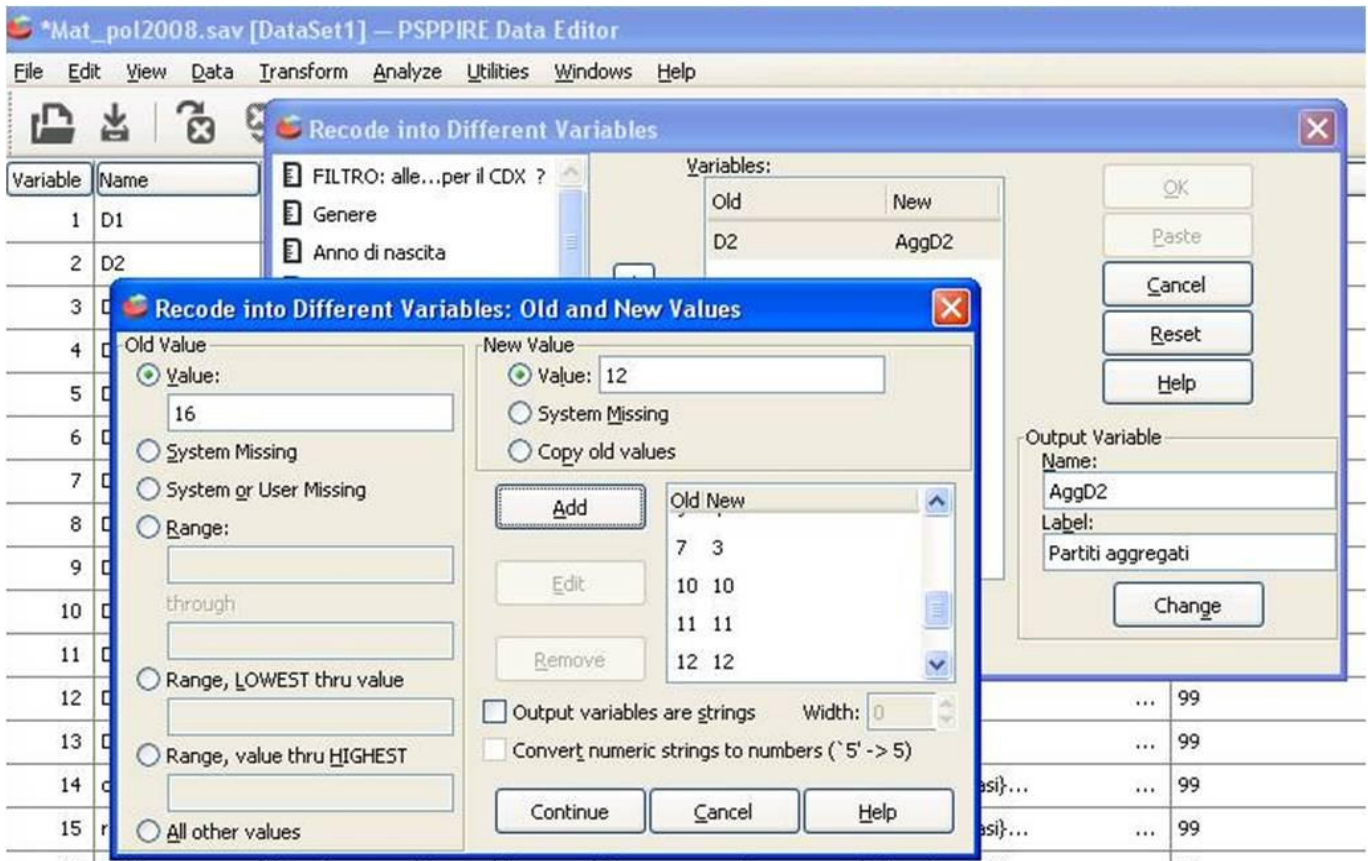 *Mat_pol2008.sav [DataSet1] — PSPPIRE Data Editor
File Edit View Data Transform Analyze Utilities Windows Help
Recode into Different Variables
Variable Name
1 D1
2 D2
3
4
5
6
7
8
9
10
11
12
13
14
15
FILTRO: alle...per il CDX ?
Genere
Anno di nascita
Variables:
Old New
D2 AggD2
OK
Paste
Cancel
Reset
Help
Output Variable
Name:
AggD2
Label:
Partiti aggregati
Change
Recode into Different Variables: Old and New Values
Old Value
Value:
16
System Missing
System or User Missing
Range:
through
Range, LOWEST thru value
Range, value thru HIGHEST
All other values
New Value
Value: 12
System Missing
Copy old values
Add
Edit
Remove
Old New
7 3
10 10
11 11
12 12
Output variables are strings Width: 0
Convert numeric strings to numbers (`5' -> 5)
Continue Cancel Help
... 99
... 99
asi}... ... 99
asi}... ... 99